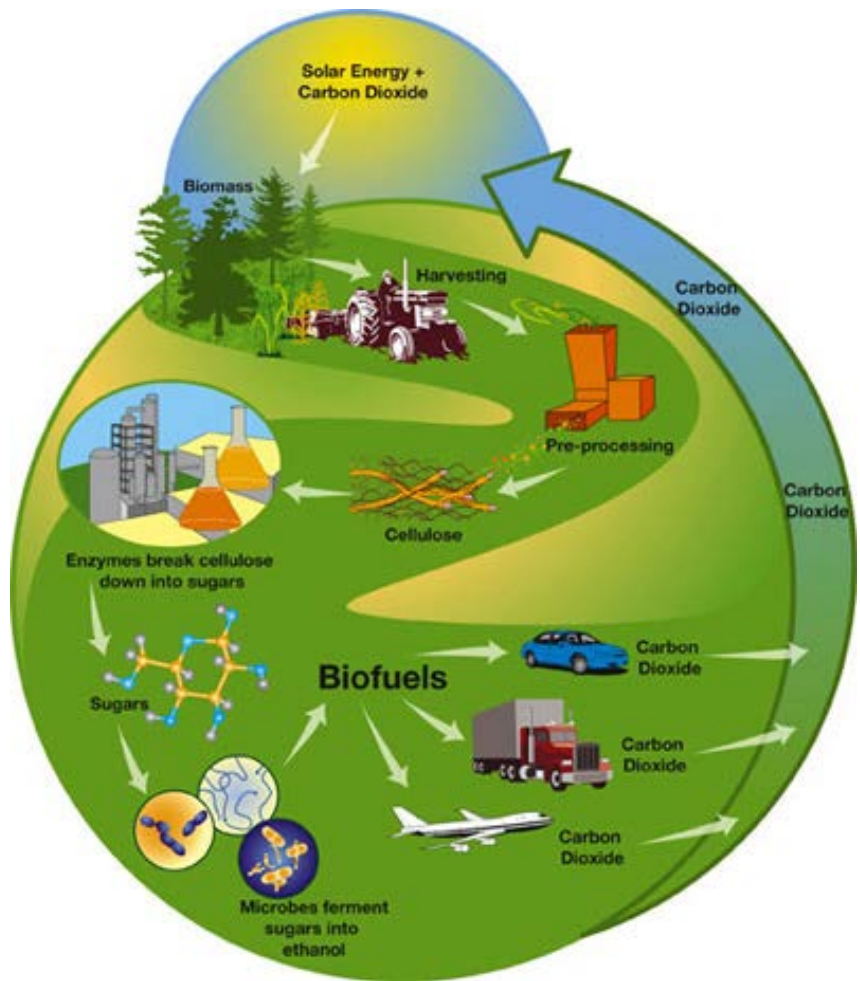 Solar Energy +
Carbon Dioxide
Biomass
Harvesting
Carbon
Dioxide
Pre-processing
Cellulose
Carbon
Dioxide
Enzymes break cellulose
down into sugars
Sugars
Biofuels
Carbon
Dioxide
Carbon
Dioxide
Carbon
Dioxide
Microbes ferment
sugars into
ethanol